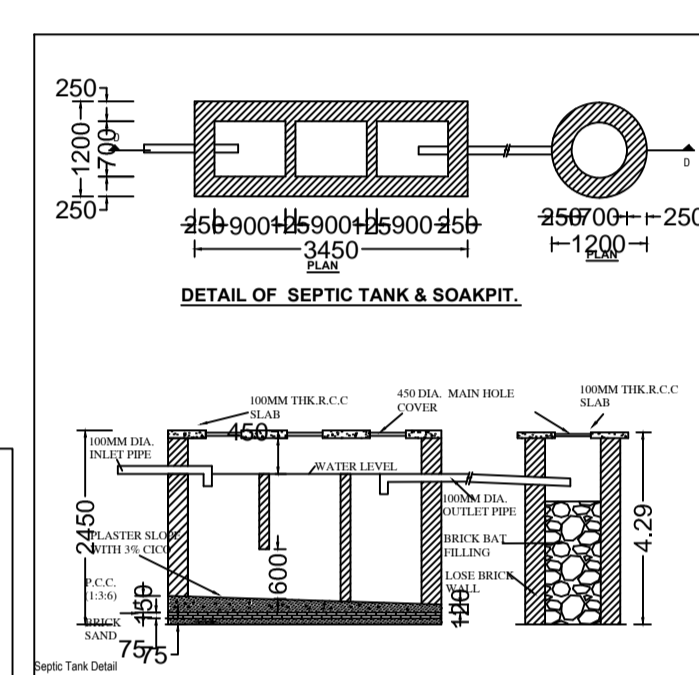 250
1200
700
D
250
250 900 125 900 125 900 250
3450
PLAN
250 700 250
1200
PLAN
D
DETAIL OF SEPTIC TANK & SOAKPIT.
100MM THK.R.C.C
SLAB
450 DIA. MAIN HOLE
COVER
100MM THK.R.C.C
SLAB
450
100MM DIA.
INLET PIPE
WATER LEVEL
100MM DIA.
OUTLET PIPE
2450
4.29
PLASTER SLOPE
WITH 3% CICO
BRICK BAT
FILLING
600
LOSE BRICK
WALL
P.C.C.
(1:3:6)
150
120
BRICK
SAND
75
75
Septic Tank Detail